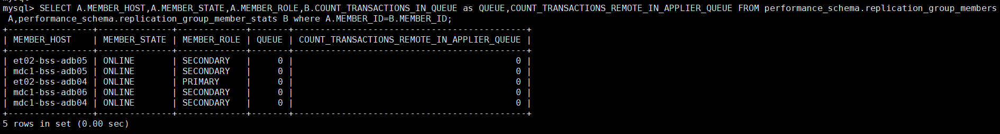 mysql>
mysql> SELECT A.MEMBER_HOST,A.MEMBER_STATE,A.MEMBER_ROLE,B.COUNT_TRANSACTIONS_IN_QUEUE as QUEUE,COUNT_TRANSACTIONS_REMOTE_IN_APPLIER_QUEUE FROM performance_schema.replication_group_members
 A,performance_schema.replication_group_member_stats B where A.MEMBER_ID=B.MEMBER_ID;
+----------------+--------------+-------------+-------+--------------------------------------------+
| MEMBER_HOST    | MEMBER_STATE | MEMBER_ROLE | QUEUE | COUNT_TRANSACTIONS_REMOTE_IN_APPLIER_QUEUE |
+----------------+--------------+-------------+-------+--------------------------------------------+
| et02-bss-adb05 | ONLINE       | SECONDARY   |     0 |                                          0 |
| mdc1-bss-adb05 | ONLINE       | SECONDARY   |     0 |                                          0 |
| et02-bss-adb04 | ONLINE       | PRIMARY     |     0 |                                          0 |
| mdc1-bss-adb06 | ONLINE       | SECONDARY   |     0 |                                          0 |
| mdc1-bss-adb04 | ONLINE       | SECONDARY   |     0 |                                          0 |
+----------------+--------------+-------------+-------+--------------------------------------------+
5 rows in set (0.00 sec)